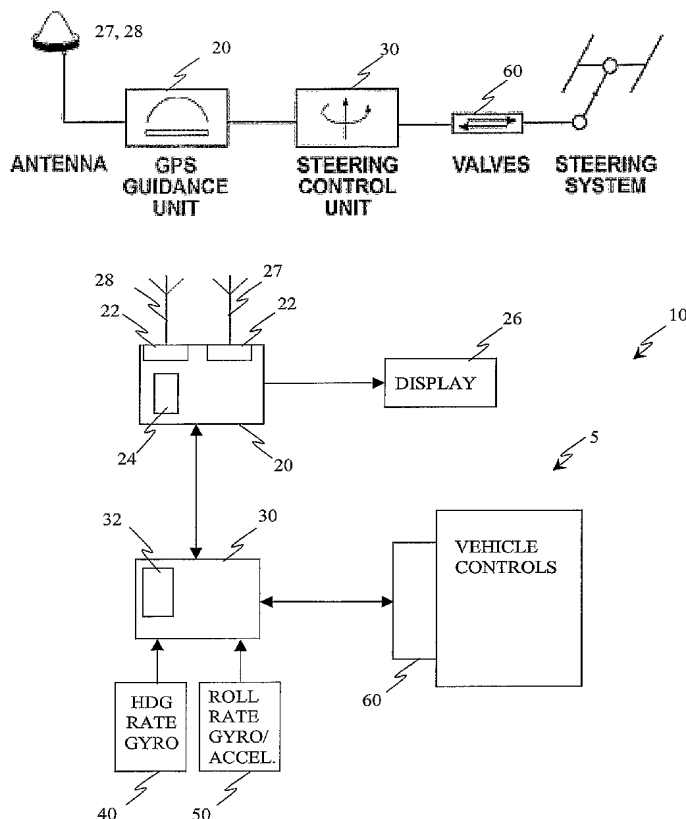 27, 28
20
30
60
ANTENNA
GPS
GUIDANCE
UNIT
STEERING
CONTROL
UNIT
VALVES
STEERING
SYSTEM
28
27
22
22
26
10
DISPLAY
24
20
5
32
30
VEHICLE
CONTROLS
HDG
RATE
GYRO
ROLL
RATE
GYRO/
ACCEL.
60
40
50